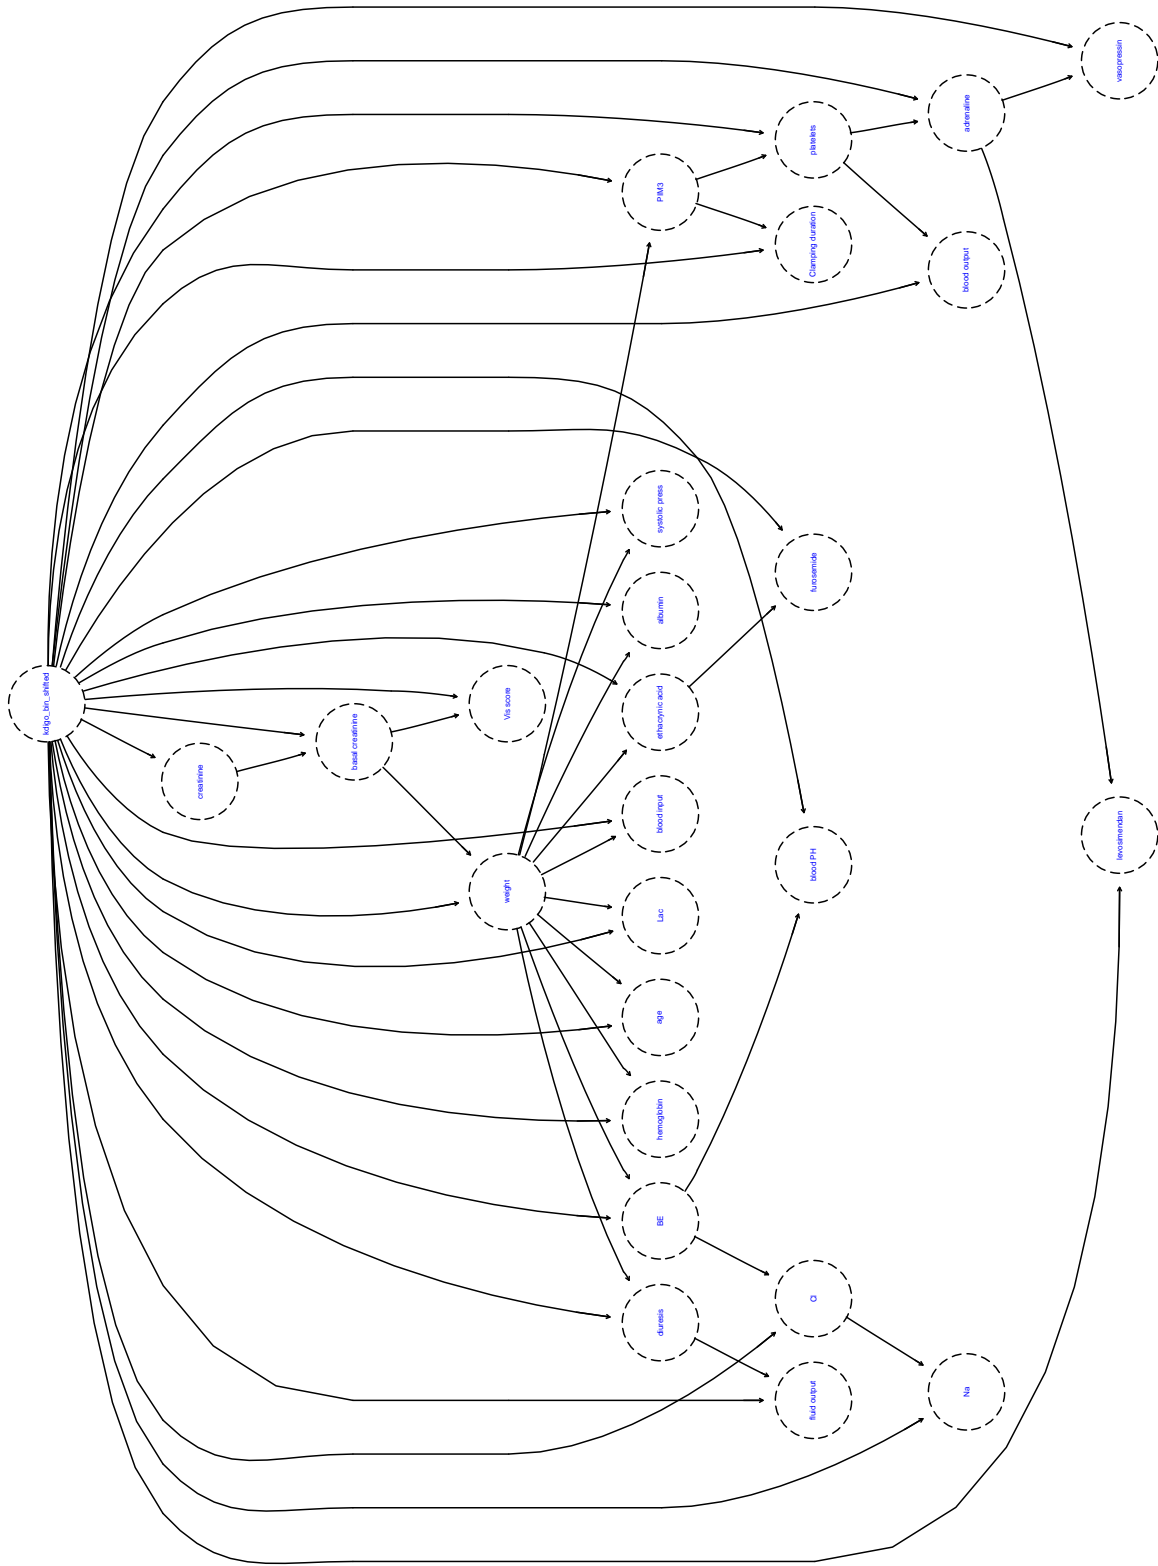 kdigo_bin_shifted
creatinine
basal creatinine
Vis score
weight
PIM3
systolic press
albumin
ethacrynic acid
blood input
Lac
age
hemoglobin
BE
diuresis
platelets
Clamping duration
furosemide
blood PH
Cl
fluid output
adrenaline
blood output
Na
vasopressin
levosimendan